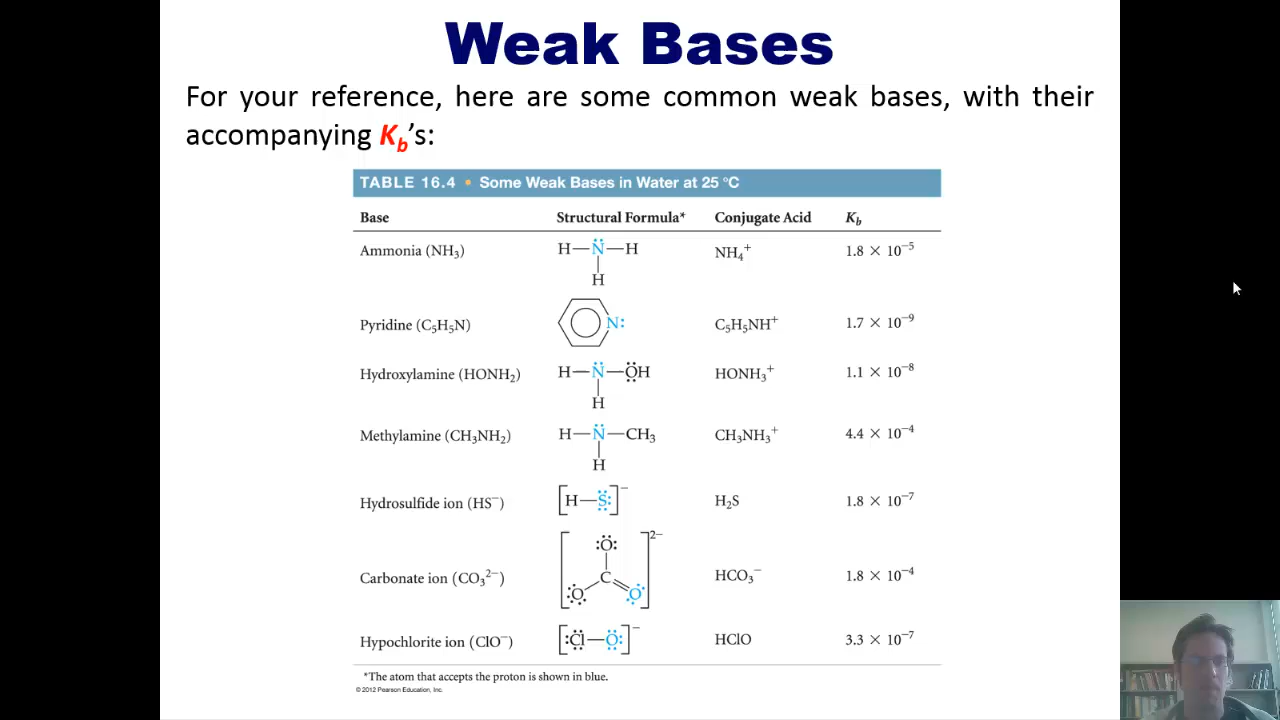 Weak Bases
For your reference, here are some common weak bases, with their
accompanying K_b's:
TABLE 16.4 • Some Weak Bases in Water at 25 °C
Base Structural Formula* Conjugate Acid K_b
Ammonia (NH₃) H—N̈—H NH₄⁺ 1.8 × 10⁻⁵
H
Pyridine (C₅H₅N) N: C₅H₅NH⁺ 1.7 × 10⁻⁹
Hydroxylamine (HONH₂) H—N̈—OH HONH₃⁺ 1.1 × 10⁻⁸
H
Methylamine (CH₃NH₂) H—N̈—CH₃ CH₃NH₃⁺ 4.4 × 10⁻⁴
H
Hydrosulfide ion (HS⁻) [H—S:]⁻ H₂S 1.8 × 10⁻⁷
2−
:O:
Carbonate ion (CO₃²⁻) C HCO₃⁻ 1.8 × 10⁻⁴
:O O
Hypochlorite ion (ClO⁻) [:Cl—O:]⁻ HClO 3.3 × 10⁻⁷
*The atom that accepts the proton is shown in blue.
© 2012 Pearson Education, Inc.